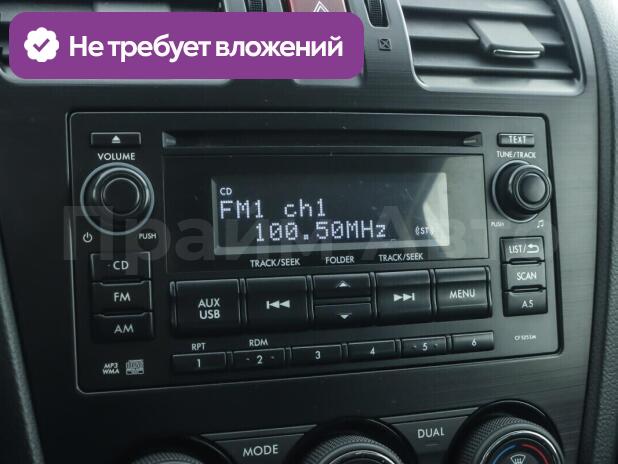 Не требует вложений
TEXT
VOLUME
TUNE/TRACK
CD
FM1 ch1
100.50MHz (ST)
PUSH
PUSH
Прайм Авто
TRACK/SEEK FOLDER TRACK/SEEK
LIST/
CD
SCAN
FM
AUX
USB
MENU
A.S
AM
RPT RDM
1 -2- 3 4 -5- 6
MP3
WMA
MODE
DUAL